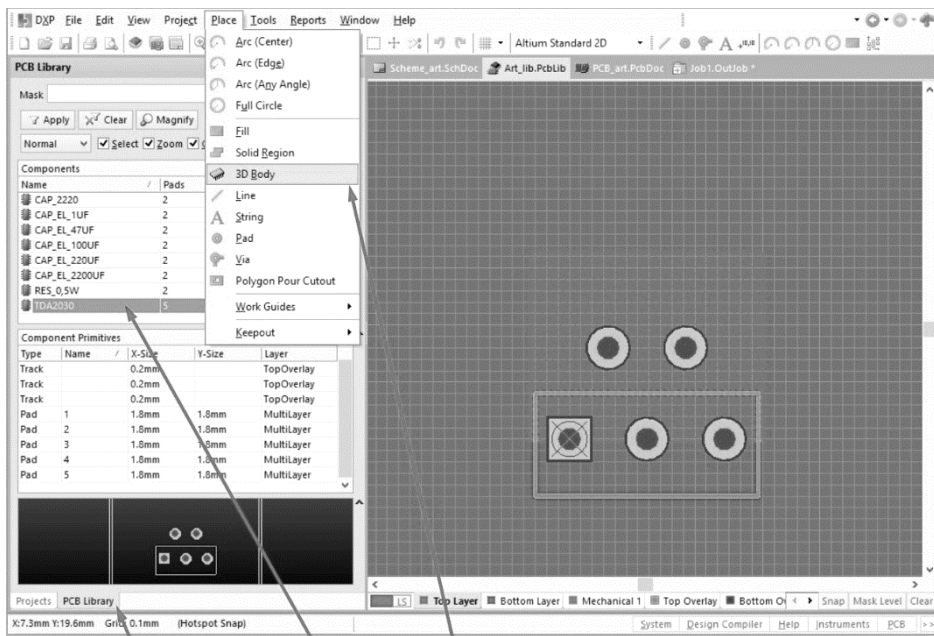 DXP File Edit View Project Place Tools Reports Window Help
Altium Standard 2D
PCB Library
Scheme_art.SchDoc Art_lib.PcbLib PCB_art.PcbDoc Job1.OutJob *
Mask
Apply Clear Magnify
Normal Select Zoom
Components
Name / Pads
CAP_2220 2
CAP_EL_1UF 2
CAP_EL_47UF 2
CAP_EL_100UF 2
CAP_EL_220UF 2
CAP_EL_2200UF 2
RES_0,5W 2
TDA2030 5
Arc (Center)
Arc (Edge)
Arc (Any Angle)
Full Circle
Fill
Solid Region
3D Body
Line
String
Pad
Via
Polygon Pour Cutout
Work Guides
Keepout
Component Primitives
Type Name / X-Size Y-Size Layer
Track 0.2mm TopOverlay
Track 0.2mm TopOverlay
Track 0.2mm TopOverlay
Pad 1 1.8mm 1.8mm MultiLayer
Pad 2 1.8mm 1.8mm MultiLayer
Pad 3 1.8mm 1.8mm MultiLayer
Pad 4 1.8mm 1.8mm MultiLayer
Pad 5 1.8mm 1.8mm MultiLayer
Projects PCB Library
LS Top Layer Bottom Layer Mechanical 1 Top Overlay Bottom Snap Mask Level Clear
X:7.3mm Y:19.6mm Grid: 0.1mm (Hotspot Snap)
System Design Compiler Help Instruments PCB >>